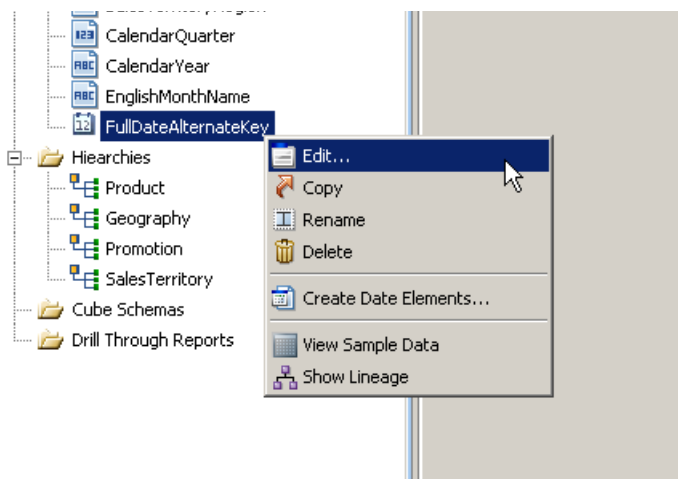 CalendarQuarter
CalendarYear
EnglishMonthName
FullDateAlternateKey
Hiearchies
Product
Geography
Promotion
SalesTerritory
Cube Schemas
Drill Through Reports
Edit...
Copy
Rename
Delete
Create Date Elements...
View Sample Data
Show Lineage